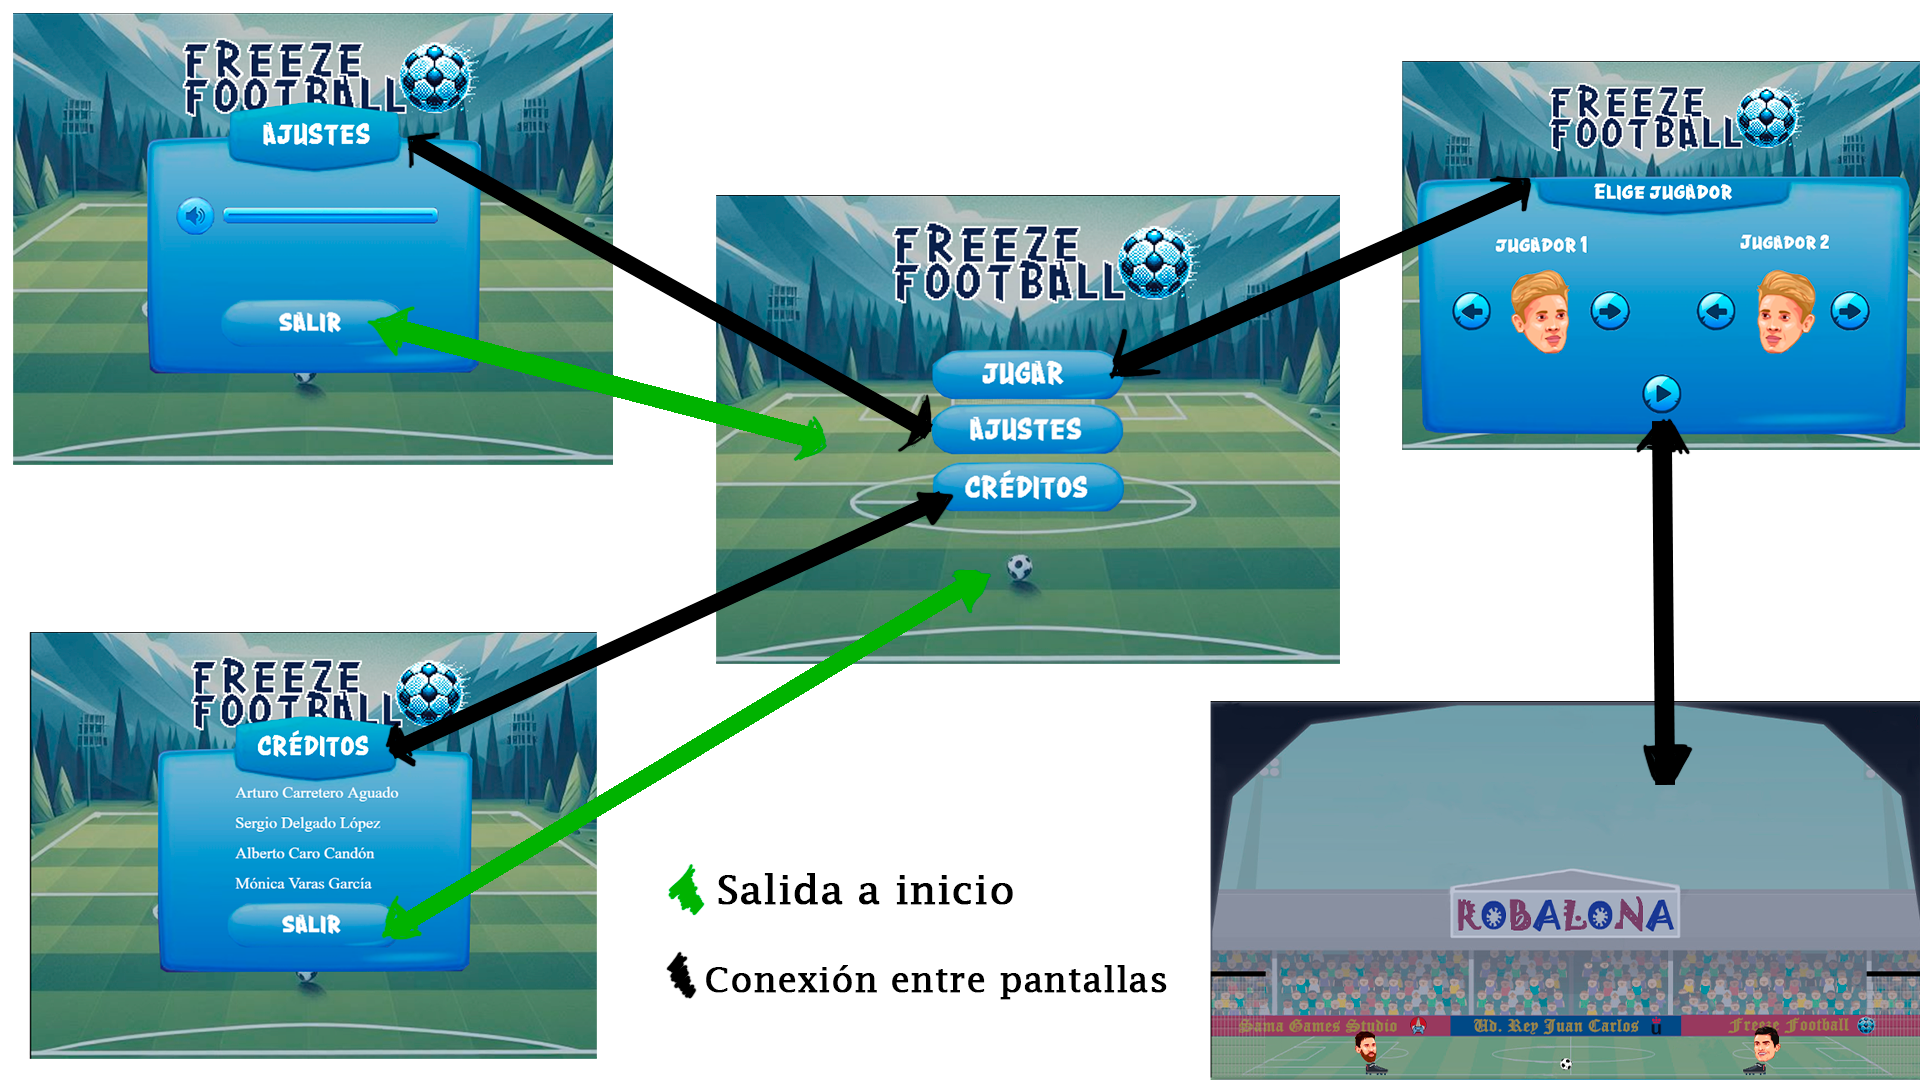 FREEZE
FOOTBALL
AJUSTES
SALIR
FREEZE
FOOTBALL
JUGAR
AJUSTES
CRÉDITOS
FREEZE
FOOTBALL
ELIGE JUGADOR
JUGADOR 1
JUGADOR 2
FREEZE
FOOTBALL
CRÉDITOS
Arturo Carretero Aguado
Sergio Delgado López
Alberto Caro Candón
Mónica Varas García
SALIR
Salida a inicio
Conexión entre pantallas
ROBALONA
Sama Games Studio
Ud. Rey Juan Carlos
u
Freeze Football